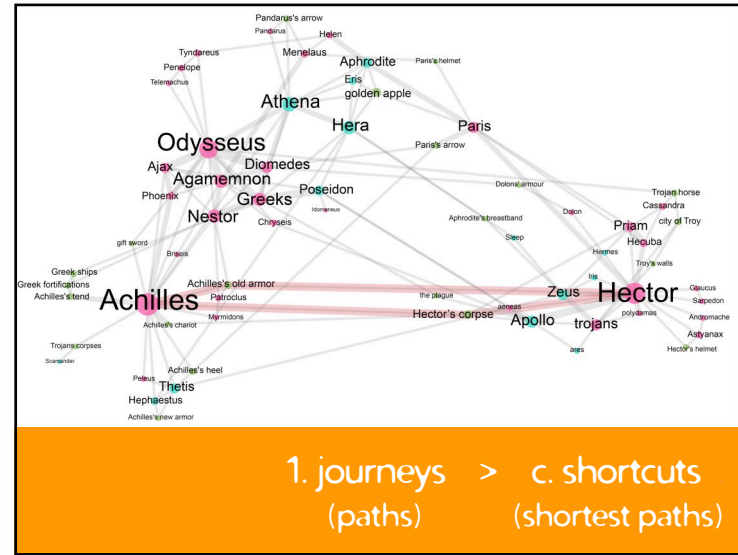 Pandarus's arrow
Pandarus
Helen
Tyndareus
Menelaus
Penelope
Aphrodite
Paris's helmet
Telemachus
Eris
golden apple
Athena
Hera
Paris
Odysseus
Paris's arrow
Ajax
Diomedes
Agamemnon
Poseidon
Dolons' armour
Trojan horse
Phoenix
Greeks
Idomeneus
Cassandra
Nestor
Chryseis
Aphrodite's breastband
Dolon
Priam
city of Troy
gift sword
Sleep
Hecuba
Briseis
Hermes
Troy's walls
Greek ships
Greek fortifications
Achilles's tend
Achilles's old armor
Iris
Achilles
Patroclus
the plague
Zeus
Hector
Glaucus
Sarpedon
Myrmidons
Hector's corpse
aeneas
Apollo
trojans
polydamas
Andromache
Achilles's chariot
Astyanax
Trojans corpses
ares
Hector's helmet
Scamander
Achilles's heel
Peleus
Thetis
Hephaestus
Achilles's new armor
1. journeys > c. shortcuts
(paths) (shortest paths)